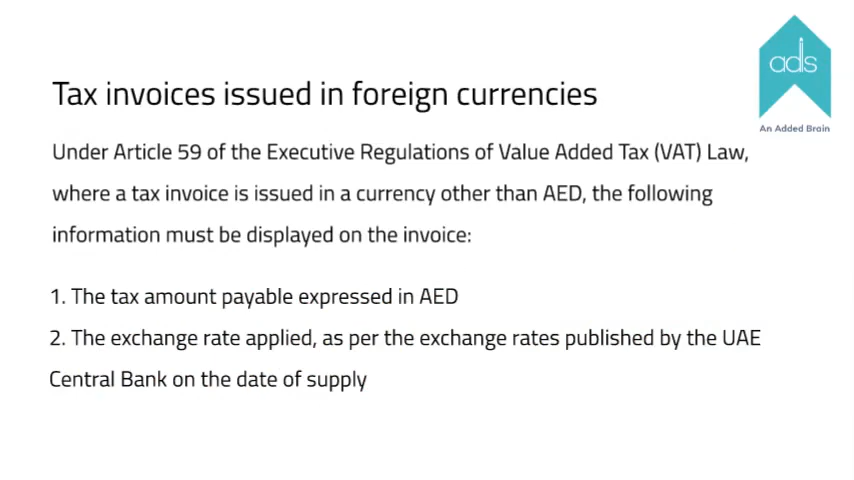 ads
An Added Brain
Tax invoices issued in foreign currencies
Under Article 59 of the Executive Regulations of Value Added Tax (VAT) Law,
where a tax invoice is issued in a currency other than AED, the following
information must be displayed on the invoice:
1. The tax amount payable expressed in AED
2. The exchange rate applied, as per the exchange rates published by the UAE
Central Bank on the date of supply